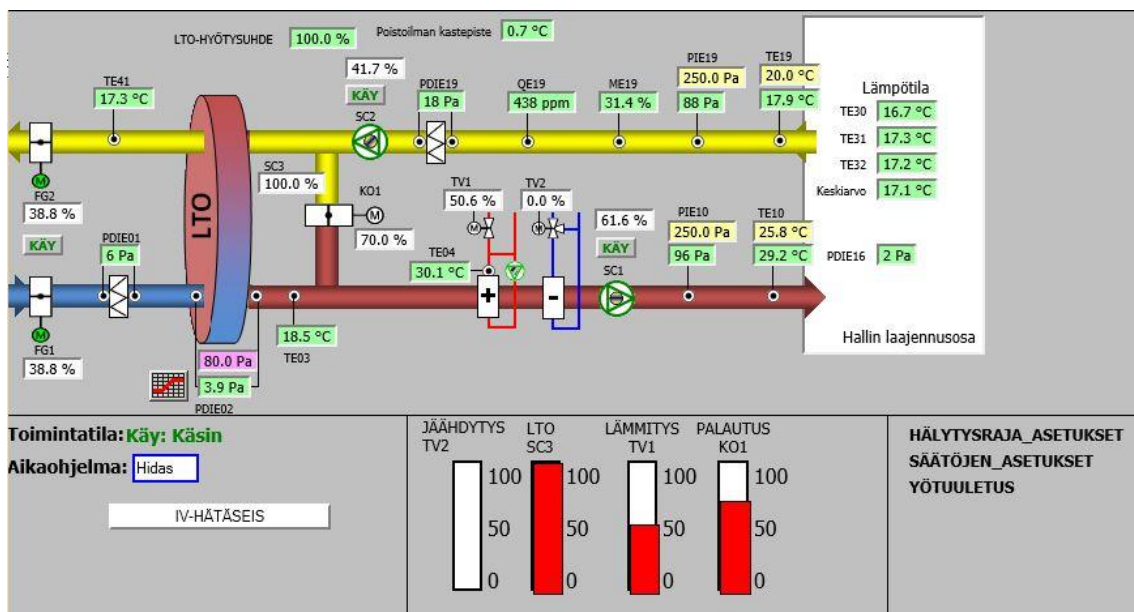 LTO-HYÖTYSUHDE 100.0 %
Poistoilman kastepiste 0.7 °C
TE41
17.3 °C
41.7 %
KÄY
SC2
PDIE19
18 Pa
QE19
438 ppm
ME19
31.4 %
PIE19
250.0 Pa
88 Pa
TE19
20.0 °C
17.9 °C
Lämpötila
TE30 16.7 °C
TE31 17.3 °C
TE32 17.2 °C
Keskiarvo 17.1 °C
PDIE16 2 Pa
Hallin laajennusosa
M
FG2
38.8 %
KÄY
LTO
SC3
100.0 %
KO1
M
70.0 %
TV1
50.6 %
M
TV2
0.0 %
M
TE04
30.1 °C
+
-
61.6 %
KÄY
SC1
PIE10
250.0 Pa
96 Pa
TE10
25.8 °C
29.2 °C
PDIE01
6 Pa
M
FG1
38.8 %
80.0 Pa
3.9 Pa
PDIE02
18.5 °C
TE03
Toimintatila: Käy: Käsin
Aikaohjelma: Hidas
IV-HÄTÄSEIS
JÄÄHDYTYS
TV2
100
50
0
LTO
SC3
100
50
0
LÄMMITYS
TV1
100
50
0
PALAUTUS
KO1
100
50
0
HÄLYTYSRAJA_ASETUKSET
SÄÄTÖJEN_ASETUKSET
YÖTUULETUS